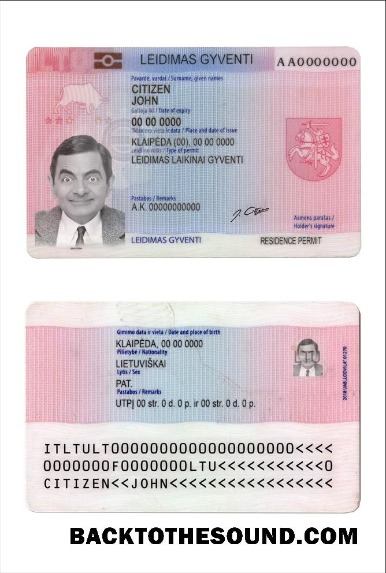 LTU LEIDIMAS GYVENTI AA0000000
Pavardė, vardai / Surname, given names
CITIZEN
JOHN
Galioja iki / Date of expiry
00 00 0000
Išdavimo vieta ir data / Place and date of issue
KLAIPĖDA (00), 00 00 0000
Leidimo rūšis / Type of permit
LEIDIMAS LAIKINAI GYVENTI
Pastabos / Remarks
A.K. 00000000000
Asmens parašas /
Holder's signature
LEIDIMAS GYVENTI RESIDENCE PERMIT
Gimimo data ir vieta / Date and place of birth
KLAIPĖDA, 00 00 0000
Pilietybė / Nationality
LIETUVIŠKAI
Lytis / Sex
PAT.
Pastabos / Remarks
UTPĮ 00 str. 0 d. 0 p. ir 00 str. 0 d. 0 p.
ITLTULT000000000000000000000<<<<
0000000F0000000LTU<<<<<<<<<<<0
CITIZEN<<JOHN<<<<<<<<<<<<<<<<<
BACKTOTHESOUND.COM